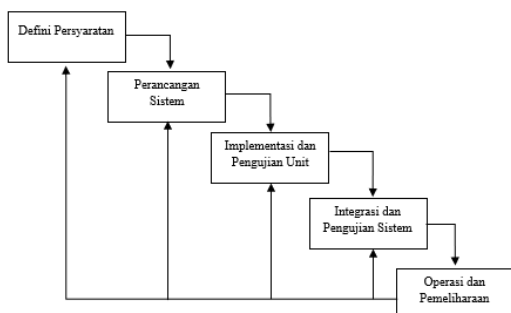 Defini Persyaratan
Perancangan
Sistem
Implementasi dan
Pengujian Unit
Integrasi dan
Pengujian Sistem
Operasi dan
Pemeliharaan